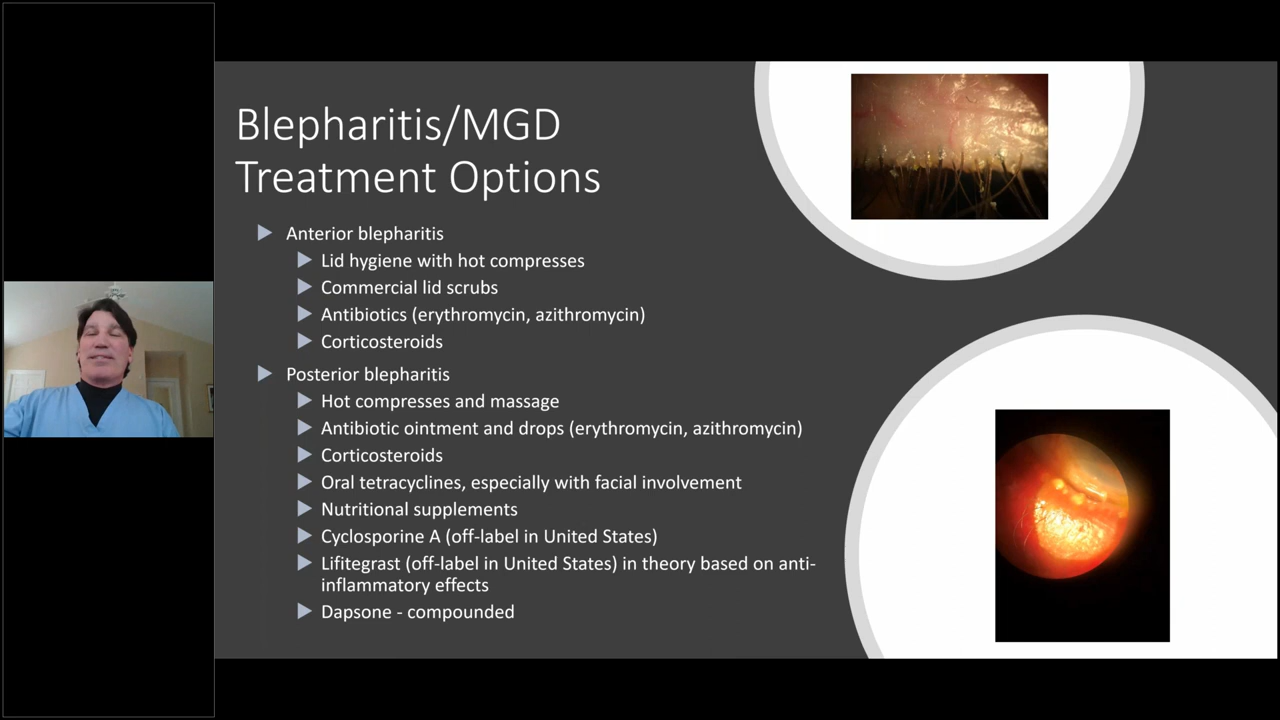 Blepharitis/MGD
Treatment Options
Anterior blepharitis
Lid hygiene with hot compresses
Commercial lid scrubs
Antibiotics (erythromycin, azithromycin)
Corticosteroids
Posterior blepharitis
Hot compresses and massage
Antibiotic ointment and drops (erythromycin, azithromycin)
Corticosteroids
Oral tetracyclines, especially with facial involvement
Nutritional supplements
Cyclosporine A (off-label in United States)
Lifitegrast (off-label in United States) in theory based on anti-
inflammatory effects
Dapsone - compounded